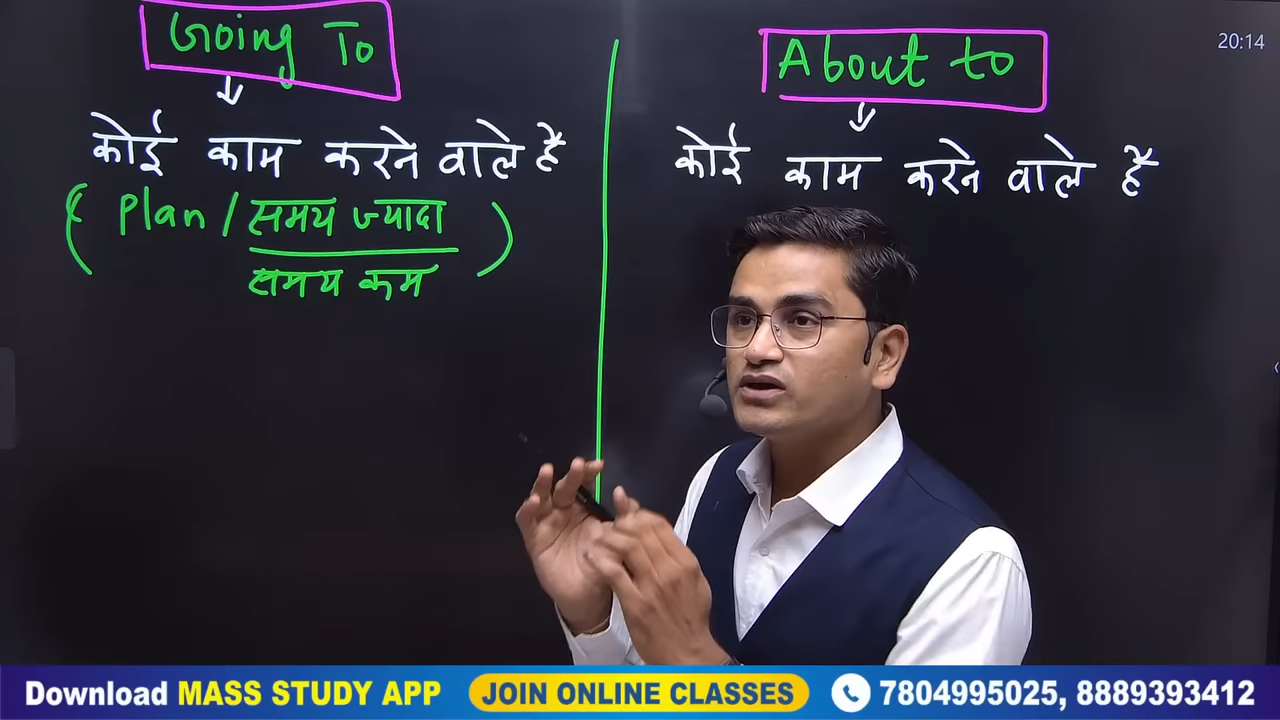 Going To
कोई काम करने वाले है
( Plan / समय ज्यादा
समय कम )
About to
कोई काम करने वाले है
20:14
Download MASS STUDY APP JOIN ONLINE CLASSES 7804995025, 8889393412